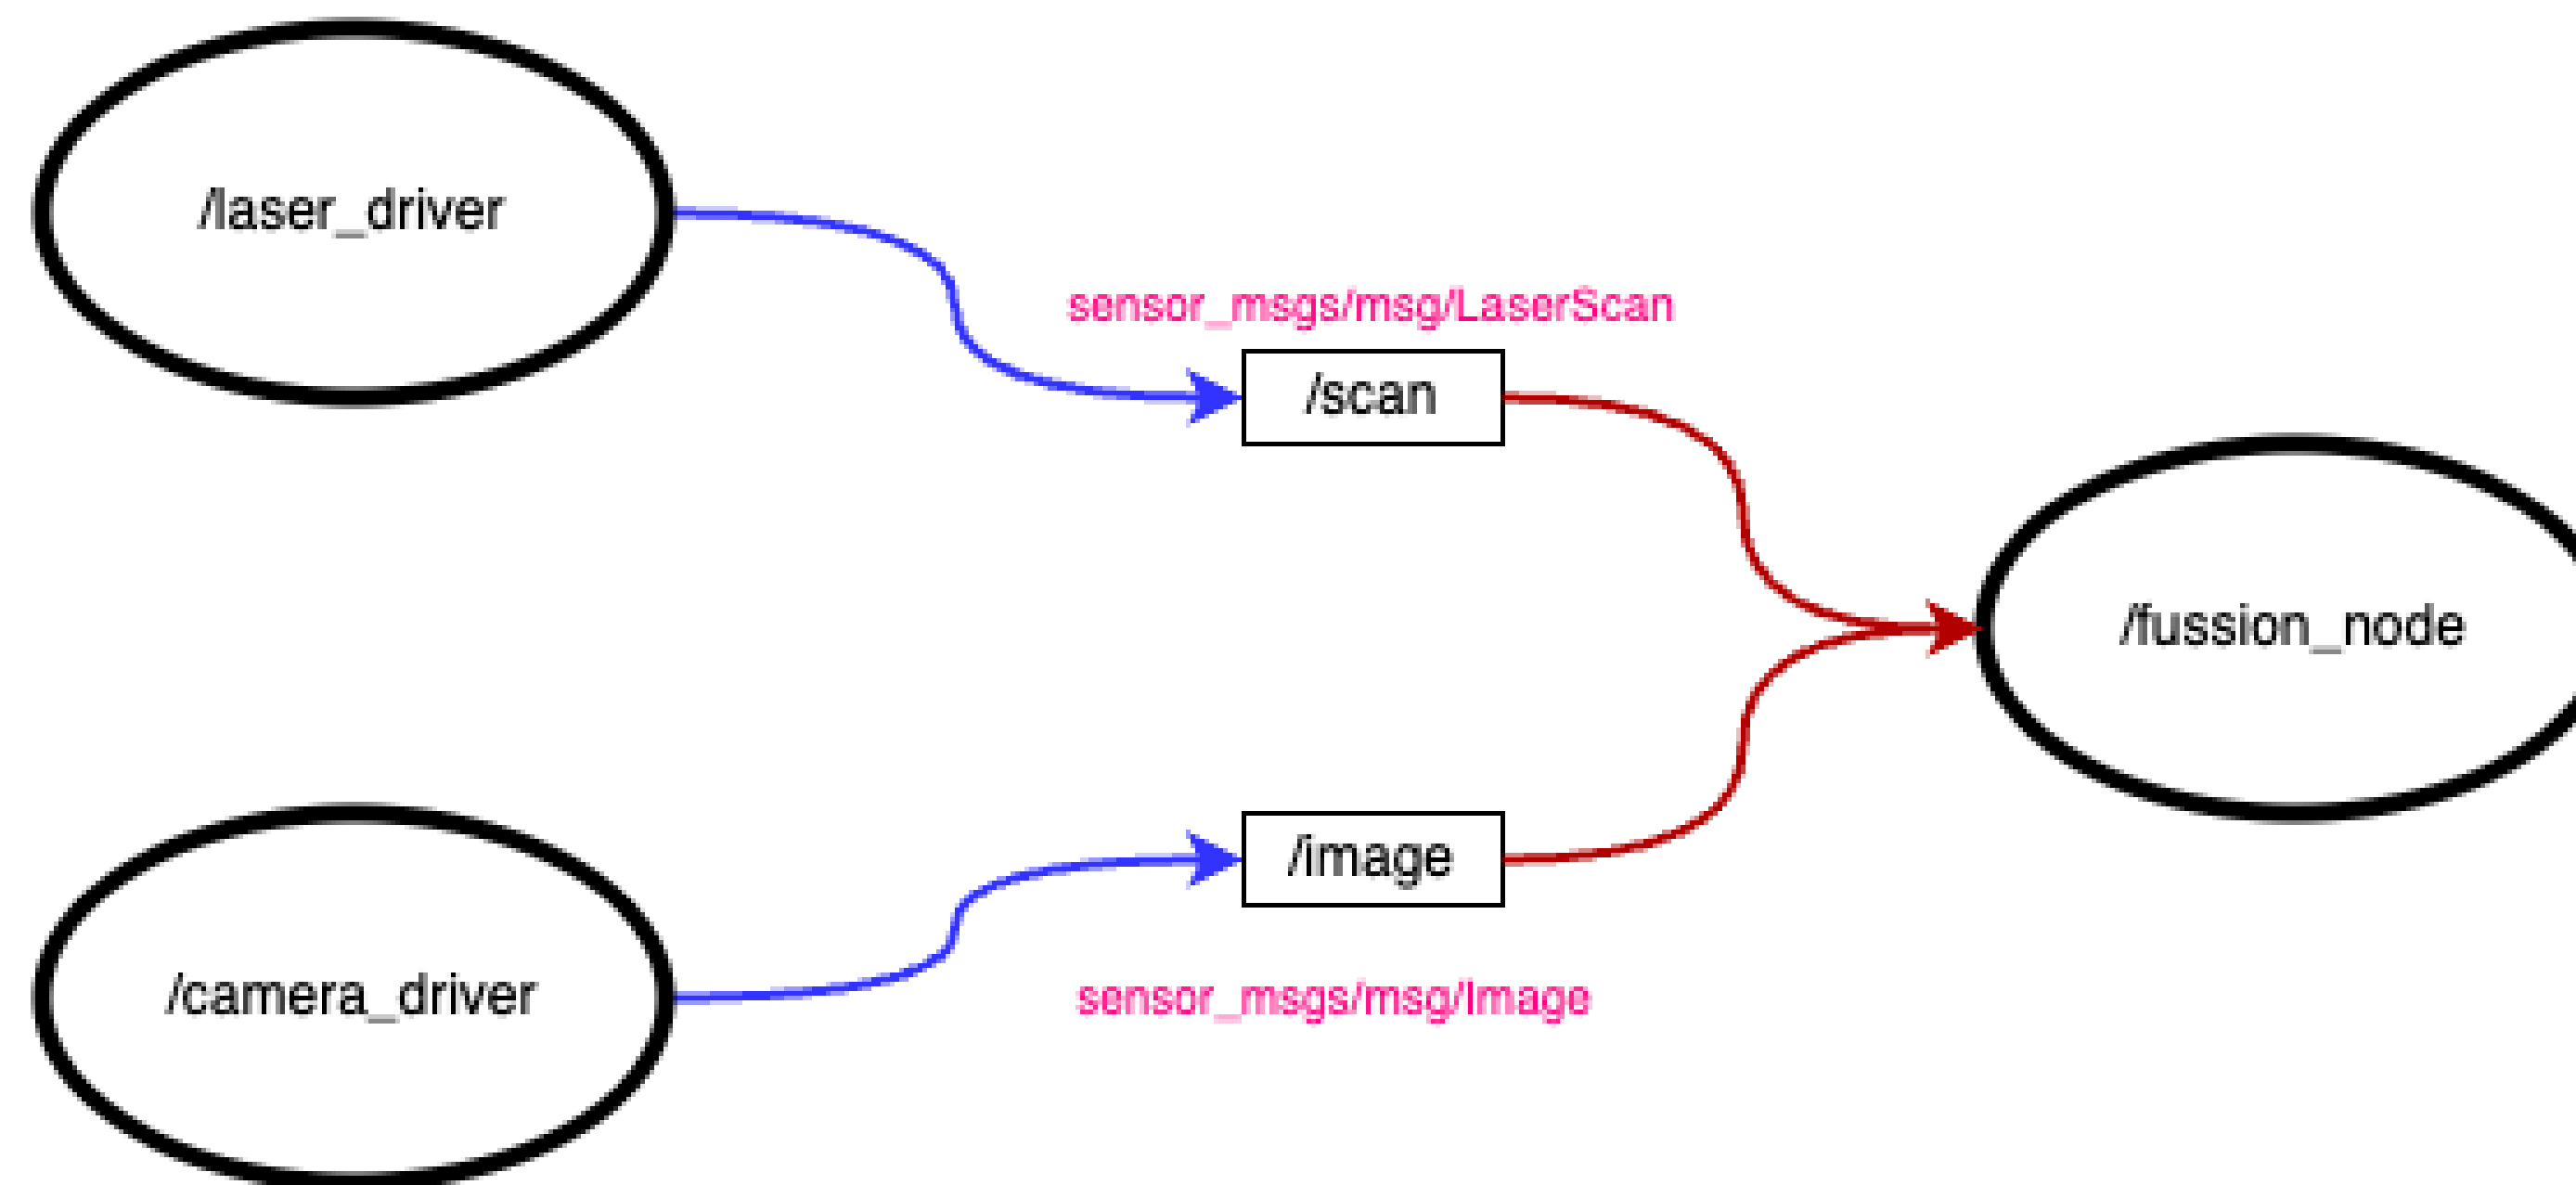 /laser_driver
sensor_msgs/msg/LaserScan
/scan
/fussion_node
/image
/camera_driver
sensor_msgs/msg/Image